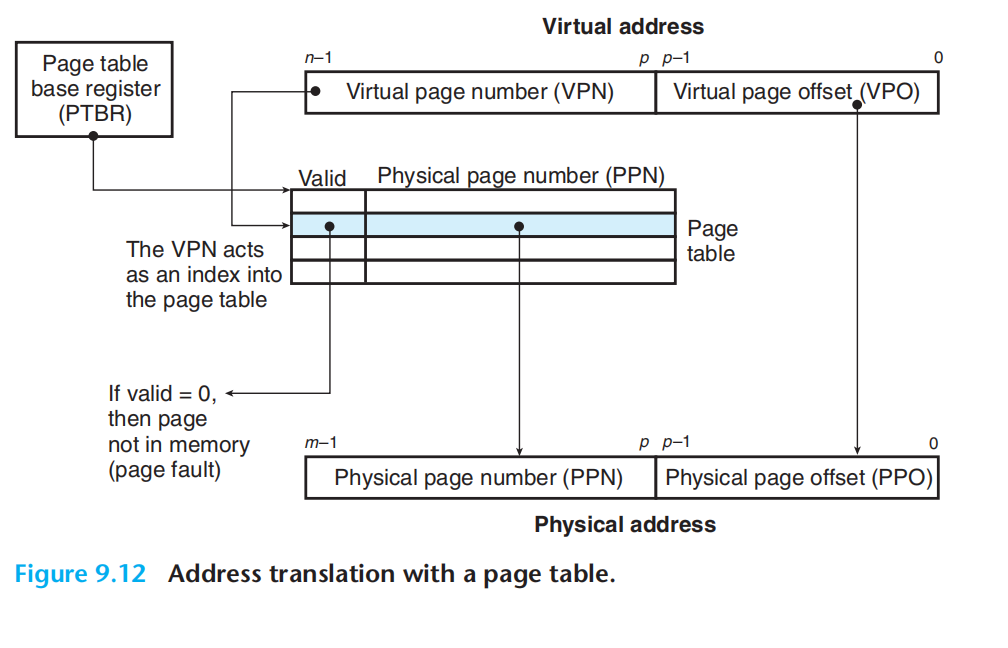 Virtual address
Page table
base register
(PTBR)
n–1
p
p–1
0
Virtual page number (VPN)
Virtual page offset (VPO)
Valid
Physical page number (PPN)
Page
table
The VPN acts
as an index into
the page table
If valid = 0,
then page
not in memory
(page fault)
m–1
p
p–1
0
Physical page number (PPN)
Physical page offset (PPO)
Physical address
Figure 9.12 Address translation with a page table.